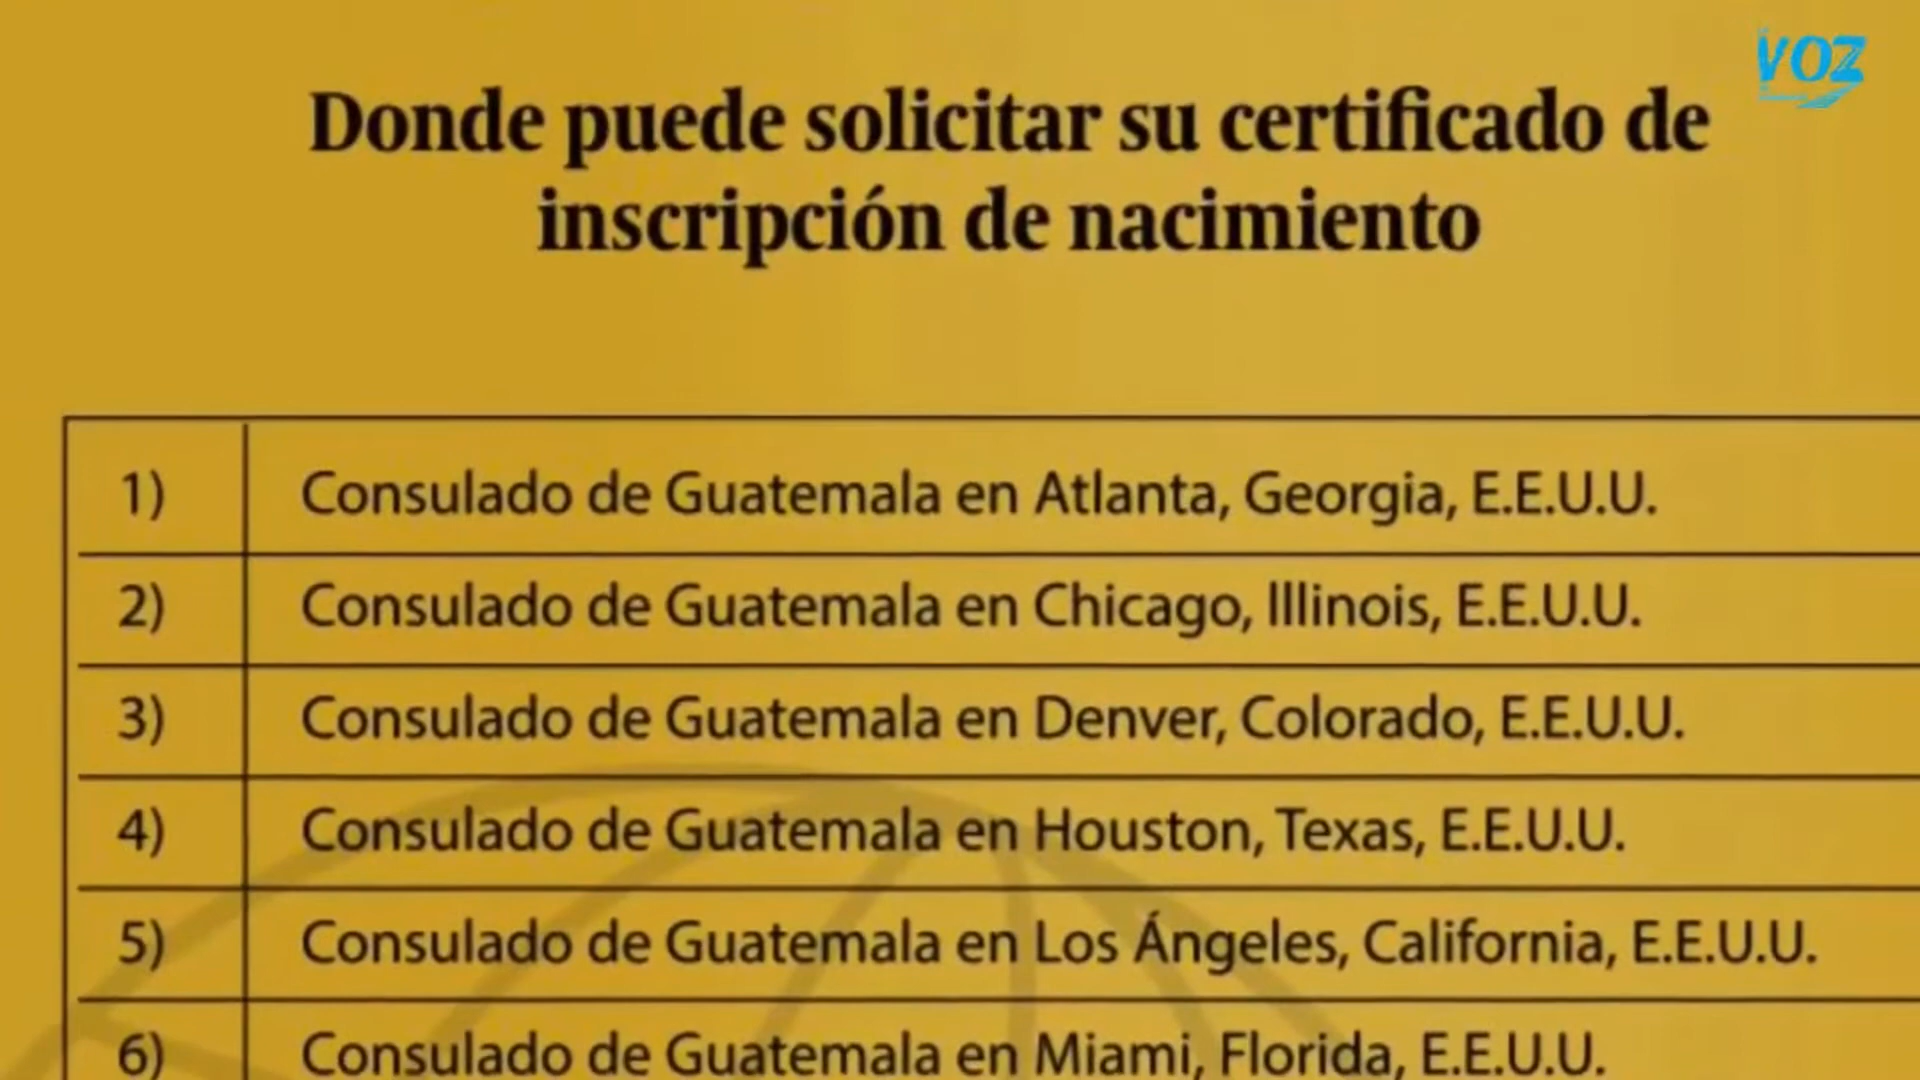 VOZ
Donde puede solicitar su certificado de
inscripción de nacimiento
1) Consulado de Guatemala en Atlanta, Georgia, E.E.U.U.
2) Consulado de Guatemala en Chicago, Illinois, E.E.U.U.
3) Consulado de Guatemala en Denver, Colorado, E.E.U.U.
4) Consulado de Guatemala en Houston, Texas, E.E.U.U.
5) Consulado de Guatemala en Los Ángeles, California, E.E.U.U.
6) Consulado de Guatemala en Miami, Florida, E.E.U.U.